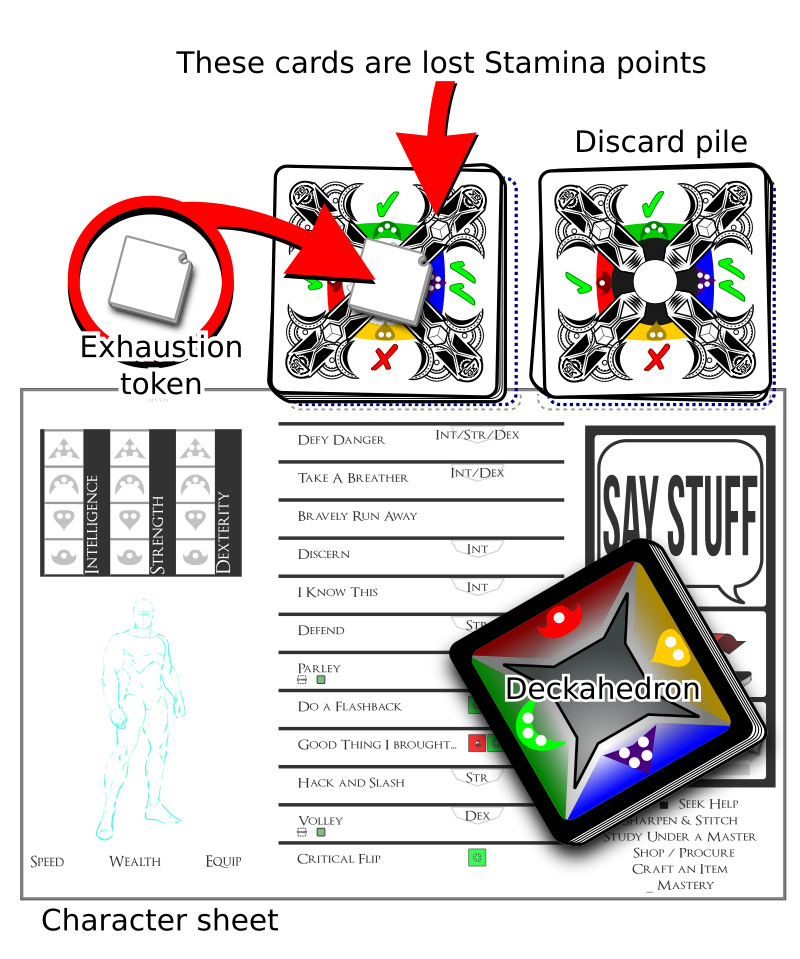 These cards are lost Stamina points
Discard pile
Exhaustion
token
Intelligence
Strength
Dexterity
Defy Danger Int/Str/Dex
Take A Breather Int/Dex
Bravely Run Away
Discern Int
I Know This Int
Defend Str
Parley
Do a Flashback
Good Thing I brought...
Hack and Slash Str
Volley Dex
Critical Flip
SAY STUFF
Deckahedron
Seek Help
Sharpen & Stitch
Study Under a Master
Shop / Procure
Craft an Item
_ Mastery
Speed Wealth Equip
Character sheet